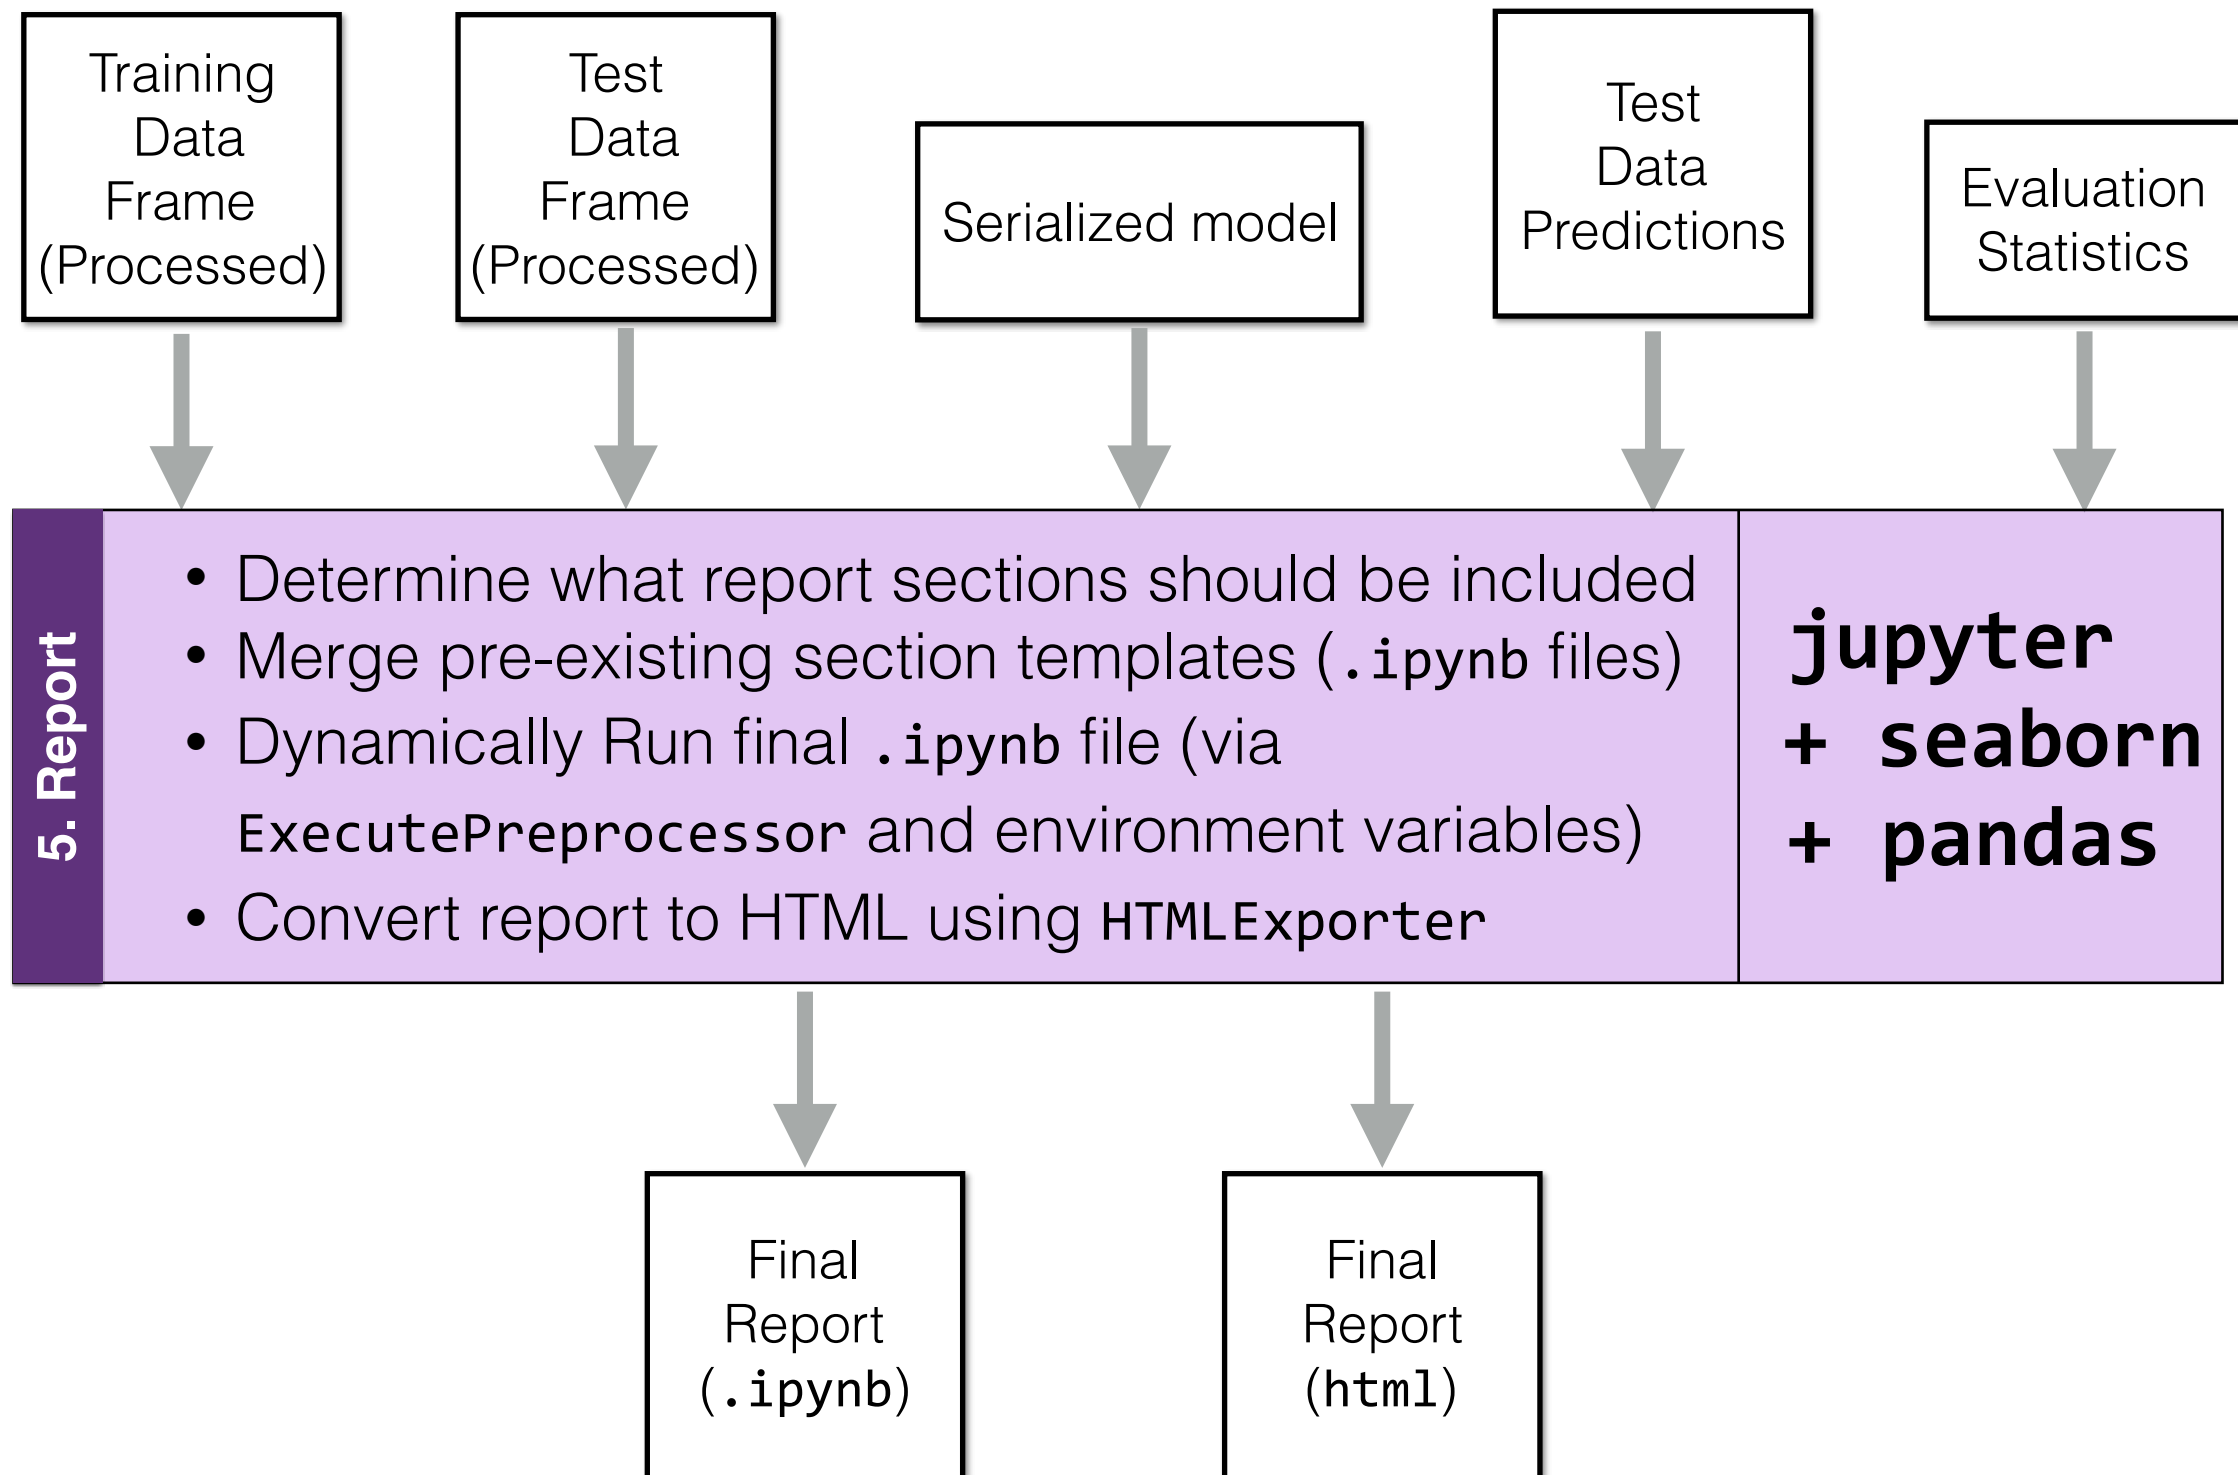 Training
Data
Frame
(Processed)
Test
Data
Frame
(Processed)
Serialized model
Test
Data
Predictions
Evaluation
Statistics
5. Report
• Determine what report sections should be included
• Merge pre-existing section templates (.ipynb files)
• Dynamically Run final .ipynb file (via
ExecutePreprocessor and environment variables)
• Convert report to HTML using HTMLExporter
jupyter
+ seaborn
+ pandas
Final
Report
(.ipynb)
Final
Report
(html)